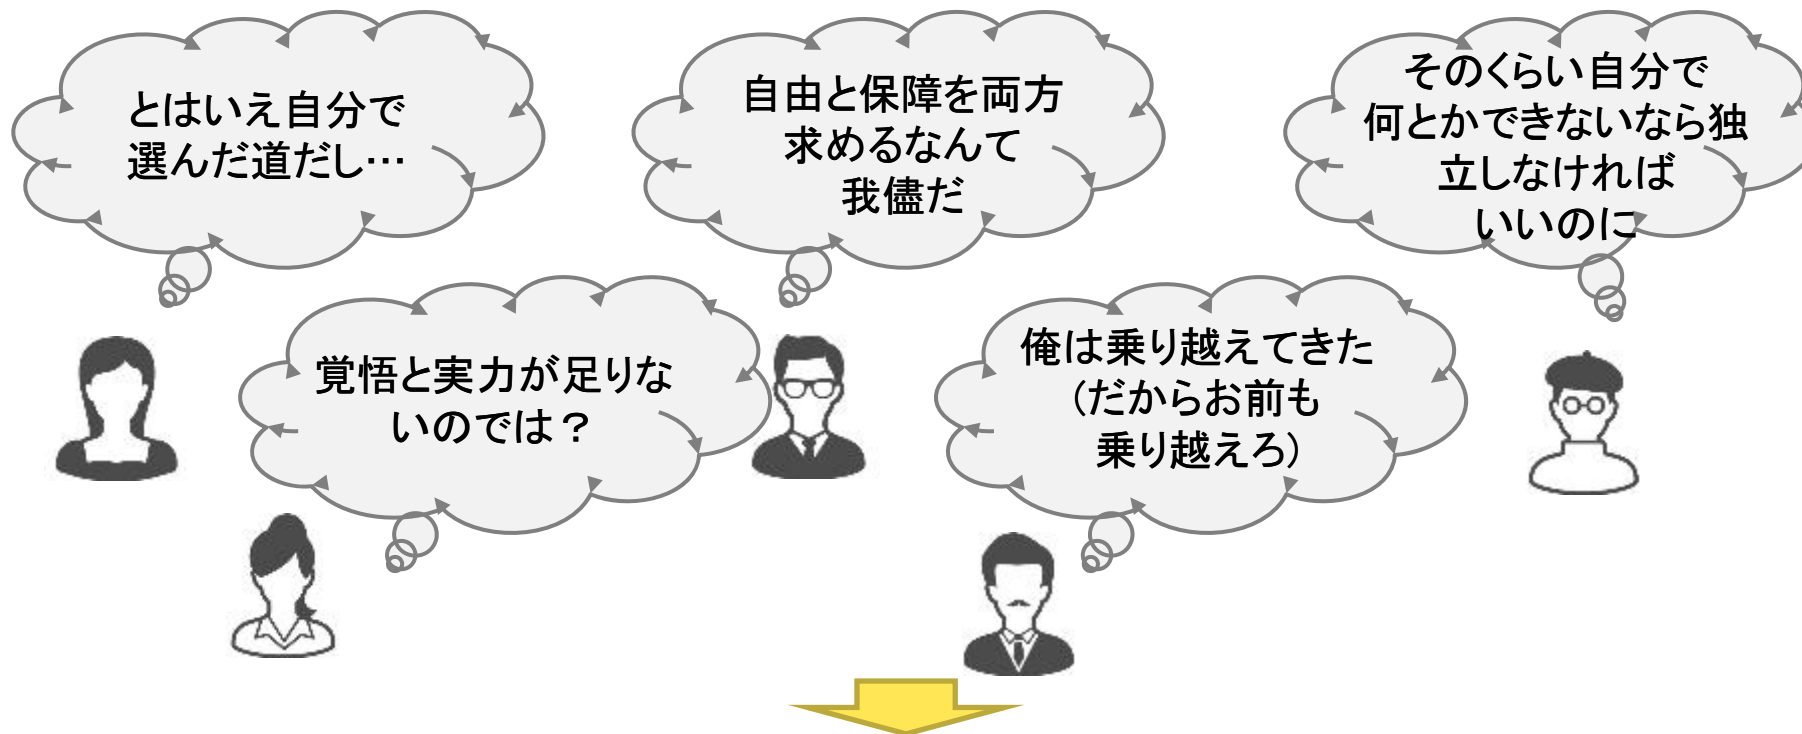 とはいえ自分で
選んだ道だし…
自由と保障を両方
求めるなんて
我儘だ
そのくらい自分で
何とかできないなら独
立しなければ
いいのに
覚悟と実力が足りな
いのでは？
俺は乗り越えてきた
(だからお前も
乗り越えろ)